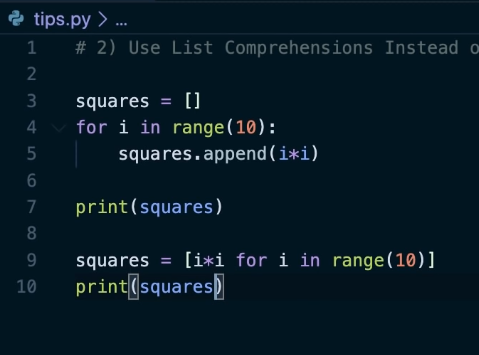 tips.py > ...
1 # 2) Use List Comprehensions Instead
2
3 squares = []
4 for i in range(10):
5     squares.append(i*i)
6
7 print(squares)
8
9 squares = [i*i for i in range(10)]
10 print(squares)